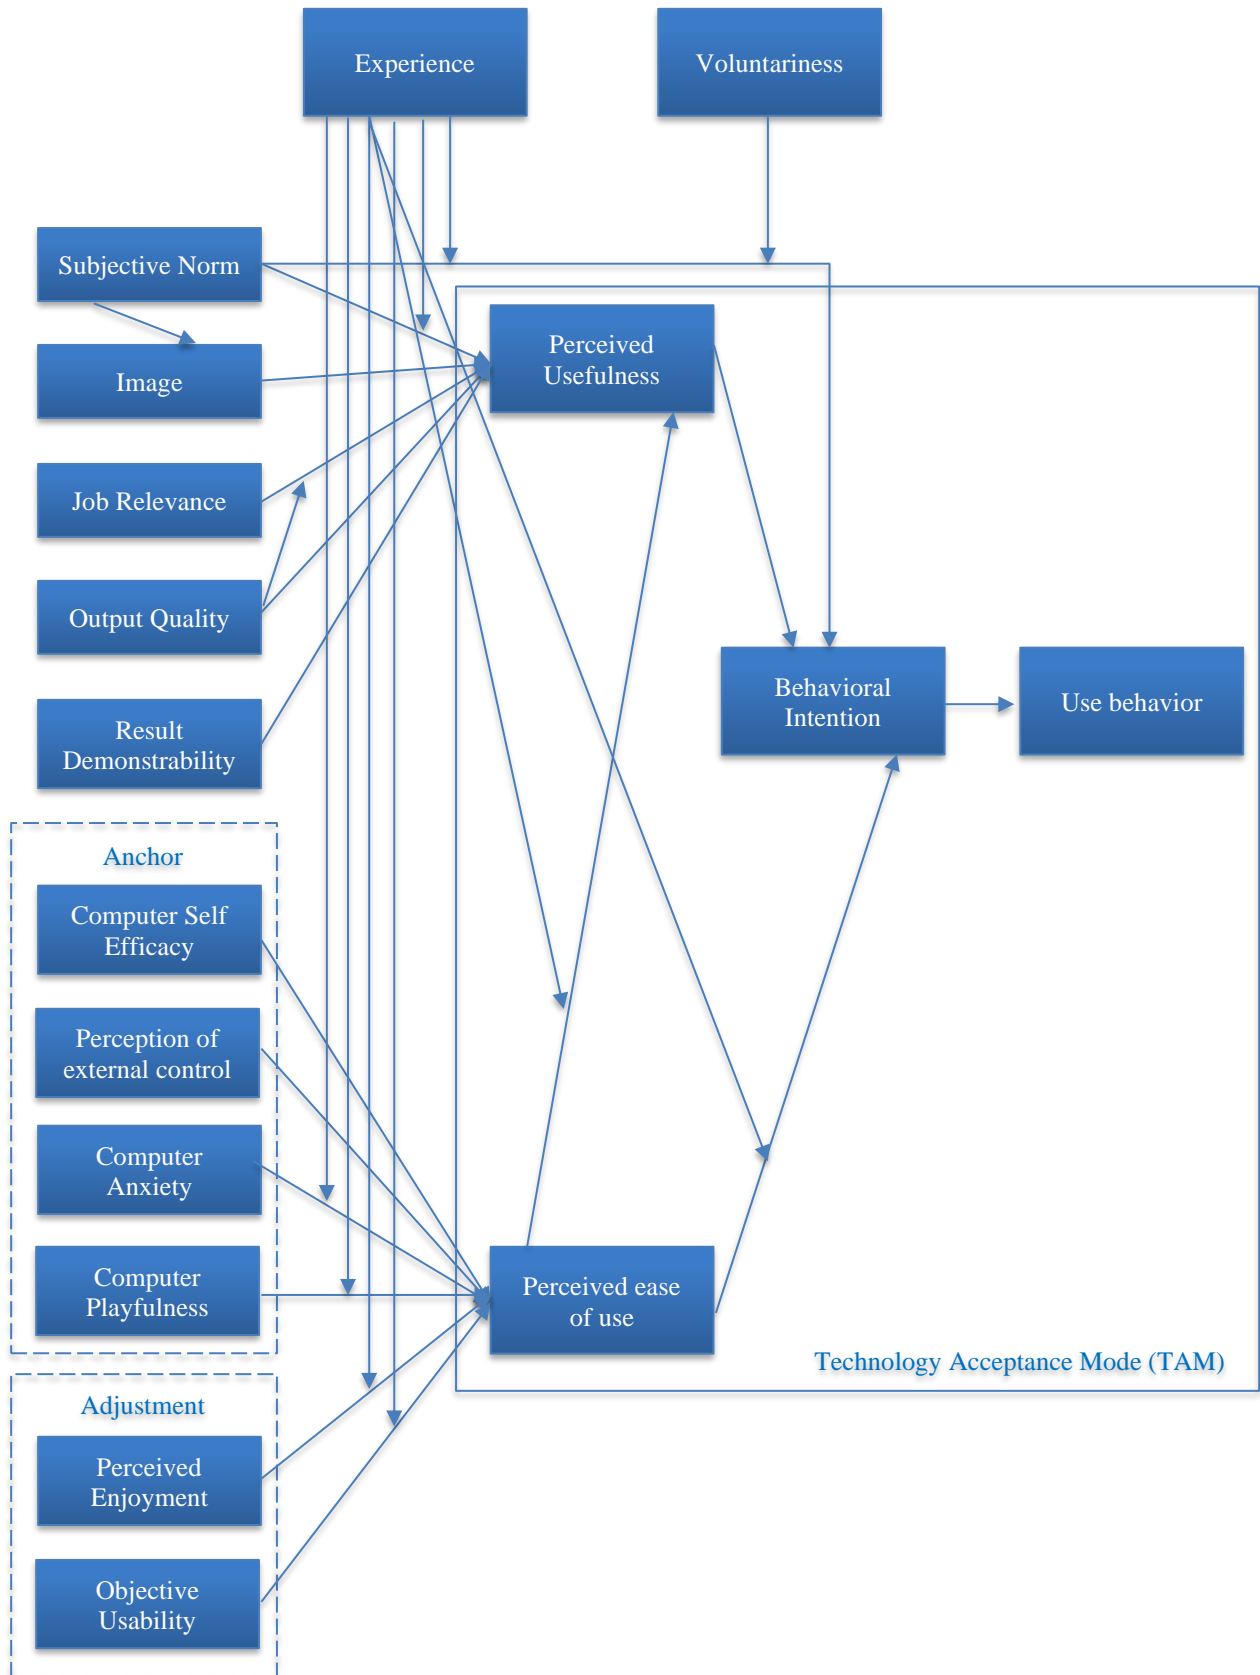 Experience
Voluntariness
Subjective Norm
Image
Job Relevance
Output Quality
Result
Demonstrability
Perceived
Usefulness
Behavioral
Intention
Use behavior
Anchor
Computer Self
Efficacy
Perception of
external control
Computer
Anxiety
Computer
Playfulness
Perceived ease
of use
Technology Acceptance Mode (TAM)
Adjustment
Perceived
Enjoyment
Objective
Usability